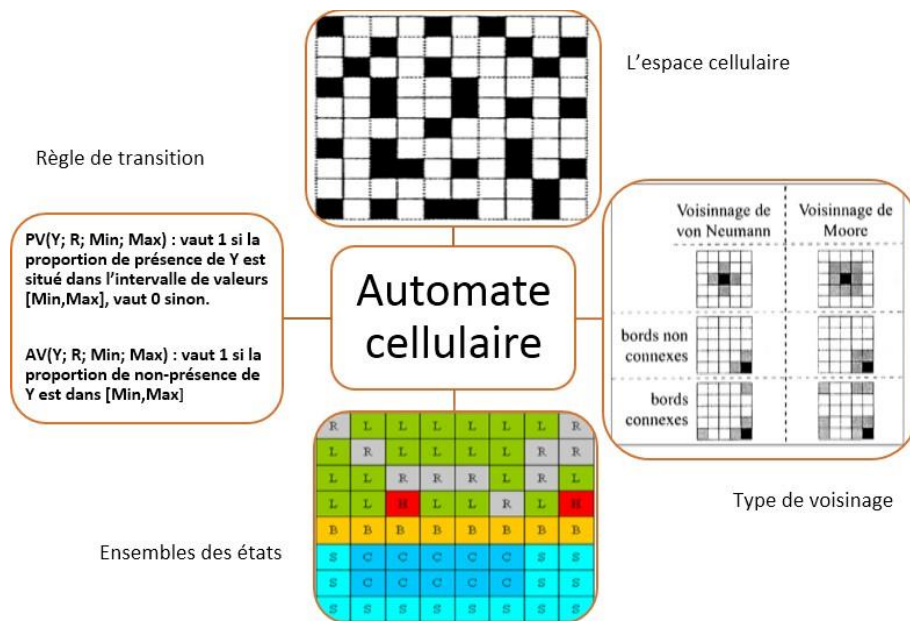 L'espace cellulaire
Règle de transition
PV(Y; R; Min; Max) : vaut 1 si la
proportion de présence de Y est
situé dans l'intervalle de valeurs
[Min,Max], vaut 0 sinon.
AV(Y; R; Min; Max) : vaut 1 si la
proportion de non-présence de
Y est dans [Min,Max]
Automate
cellulaire
Voisinnage de
von Neumann
Voisinnage de
Moore
bords non
connexes
bords
connexes
Type de voisinage
Ensembles des états
R L L L L L L R
L R L L L L R R
L L R R R L R L
L L H L L R L H
B B B B B B B B
S C C C C C S S
S C C C C C S S
S S S S S S S S